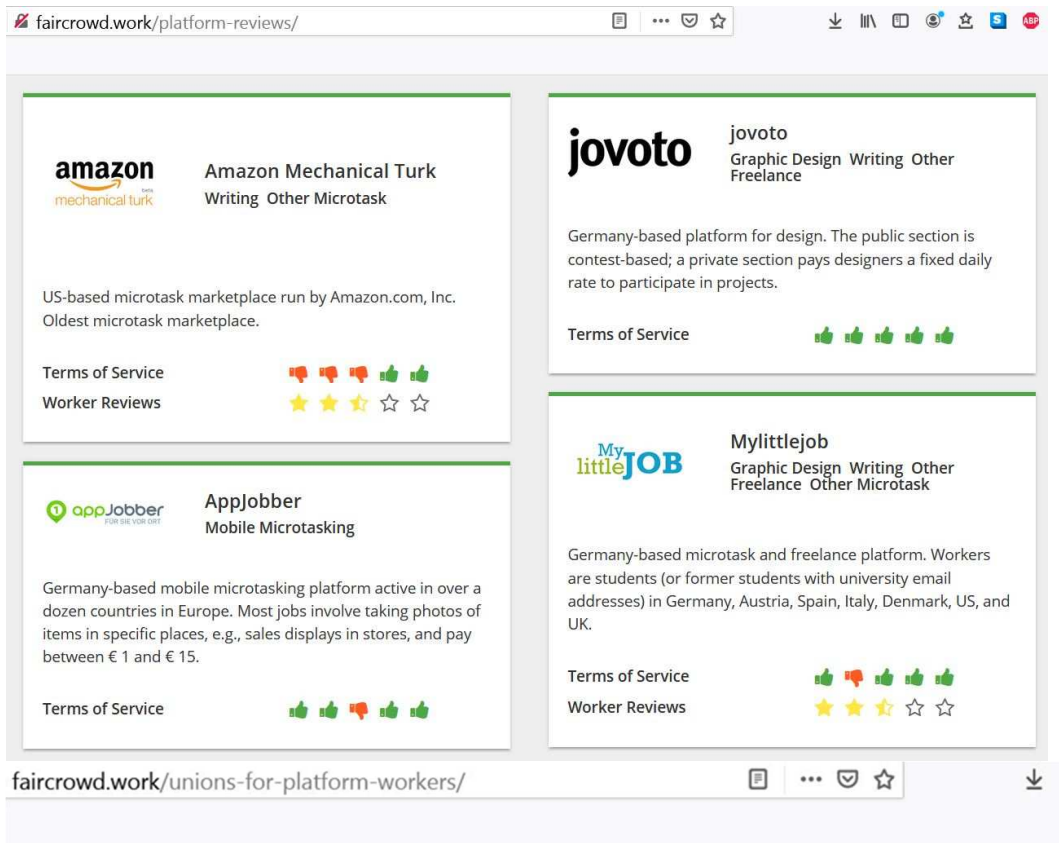 faircrowd.work/platform-reviews/
S
ABP
amazon
beta
mechanical turk
Amazon Mechanical Turk
Writing Other Microtask
US-based microtask marketplace run by Amazon.com, Inc.
Oldest microtask marketplace.
Terms of Service
Worker Reviews
1 appJobber
FÜR SIE VOR ORT
AppJobber
Mobile Microtasking
Germany-based mobile microtasking platform active in over a
dozen countries in Europe. Most jobs involve taking photos of
items in specific places, e.g., sales displays in stores, and pay
between € 1 and € 15.
Terms of Service
jovoto
jovoto
Graphic Design Writing Other
Freelance
Germany-based platform for design. The public section is
contest-based; a private section pays designers a fixed daily
rate to participate in projects.
Terms of Service
My
little JOB
Mylittlejob
Graphic Design Writing Other
Freelance Other Microtask
Germany-based microtask and freelance platform. Workers
are students (or former students with university email
addresses) in Germany, Austria, Spain, Italy, Denmark, US, and
UK.
Terms of Service
Worker Reviews
faircrowd.work/unions-for-platform-workers/